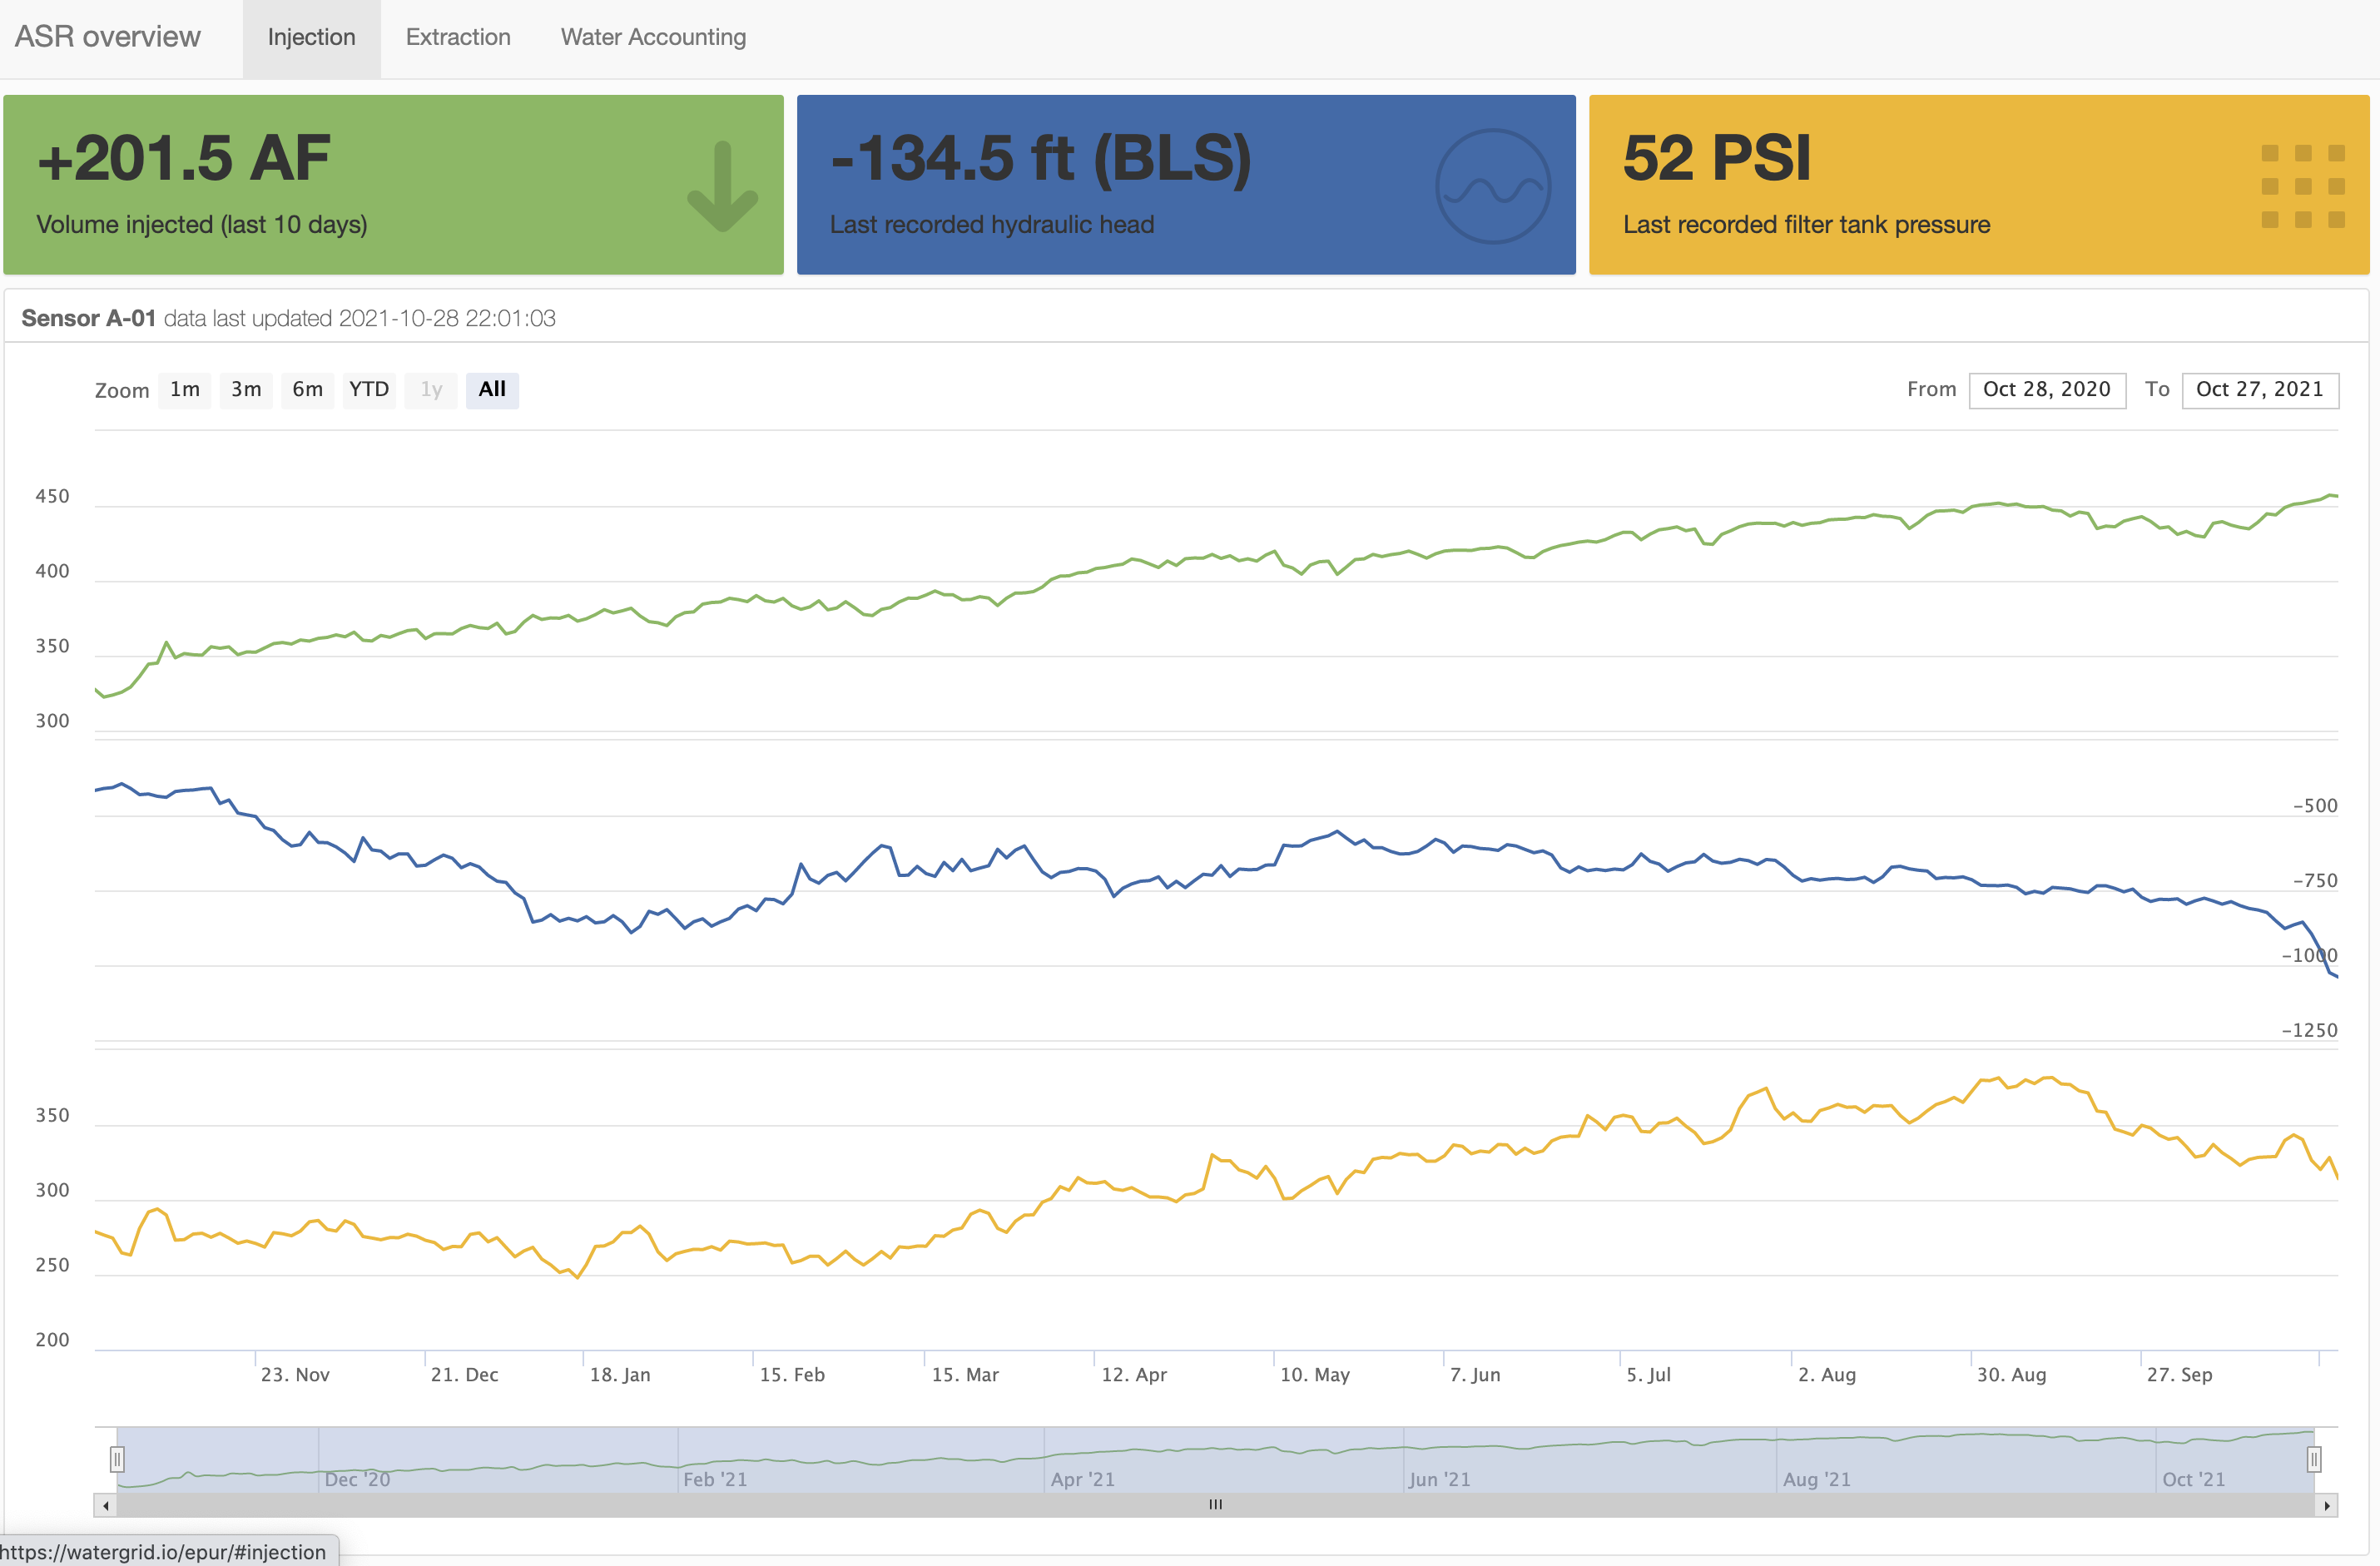 ASR overview Injection Extraction Water Accounting
+201.5 AF
Volume injected (last 10 days)
-134.5 ft (BLS)
Last recorded hydraulic head
52 PSI
Last recorded filter tank pressure
Sensor A-01 data last updated 2021-10-28 22:01:03
Zoom 1m 3m 6m YTD 1y All From Oct 28, 2020 To Oct 27, 2021
450
400
350
300
−500
−750
−1000
−1250
350
300
250
200
23. Nov 21. Dec 18. Jan 15. Feb 15. Mar 12. Apr 10. May 7. Jun 5. Jul 2. Aug 30. Aug 27. Sep
Dec '20 Feb '21 Apr '21 Jun '21 Aug '21 Oct '21
https://watergrid.io/epur/#injection